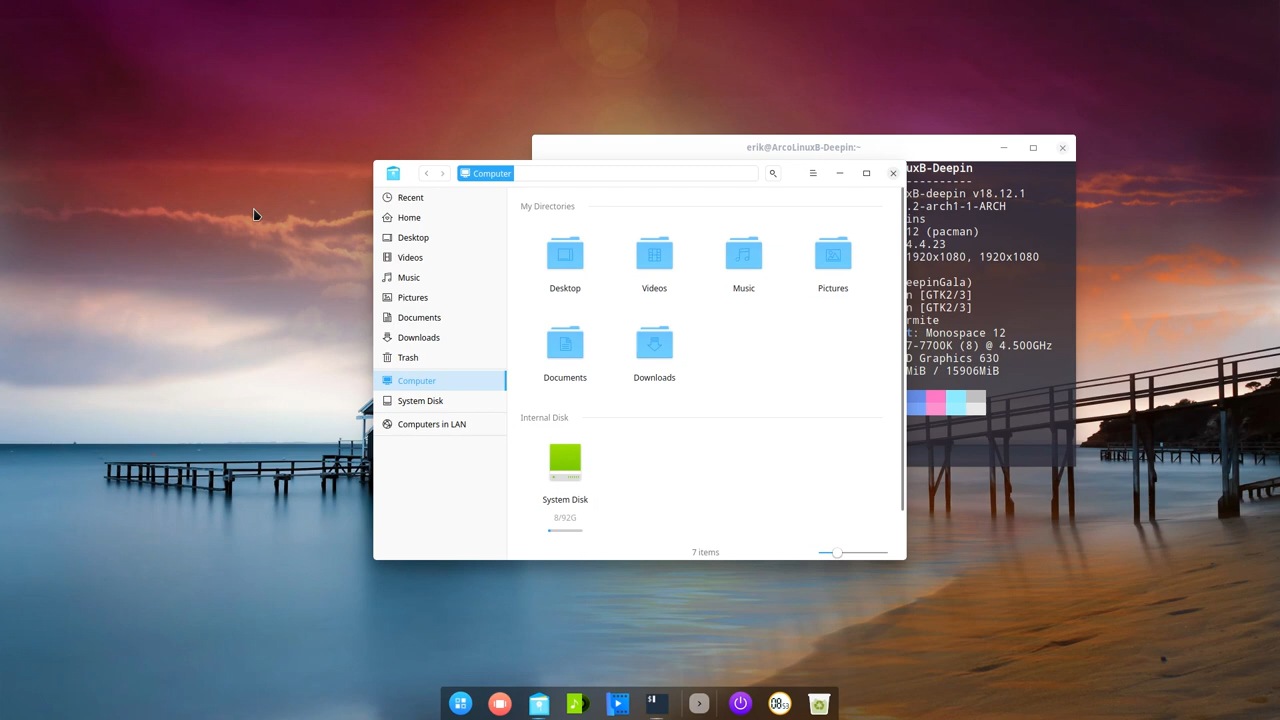 erik@ArcoLinuxB-Deepin:~
Computer
Recent
Home
Desktop
Videos
Music
Pictures
Documents
Downloads
Trash
Computer
System Disk
Computers in LAN
My Directories
Desktop
Videos
Music
Pictures
Documents
Downloads
Internal Disk
System Disk
8/92G
7 items
uxB-Deepin
----------
xB-deepin v18.12.1
.2-arch1-1-ARCH
ins
12 (pacman)
4.4.23
1920x1080, 1920x1080
eepinGala)
n [GTK2/3]
n [GTK2/3]
rmite
t: Monospace 12
7-7700K (8) @ 4.500GHz
D Graphics 630
MiB / 15906MiB
08 53